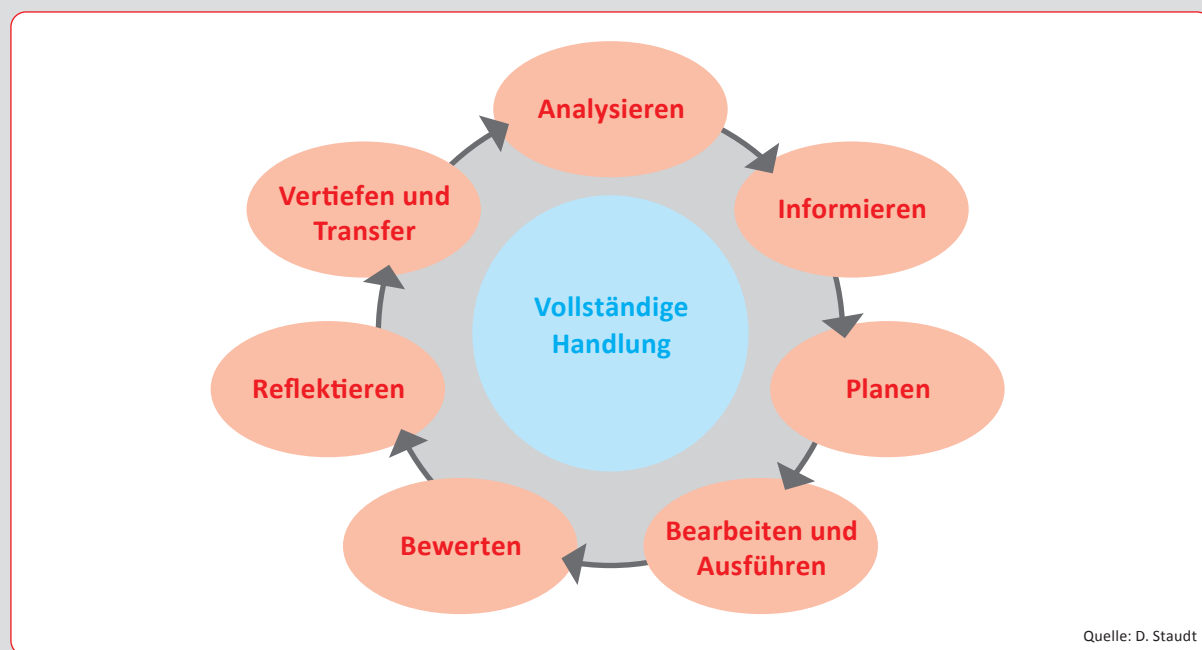 Analysieren
Informieren
Planen
Bearbeiten und
Ausführen
Bewerten
Reflektieren
Vertiefen und
Transfer
Vollständige
Handlung
Quelle: D. Staudt